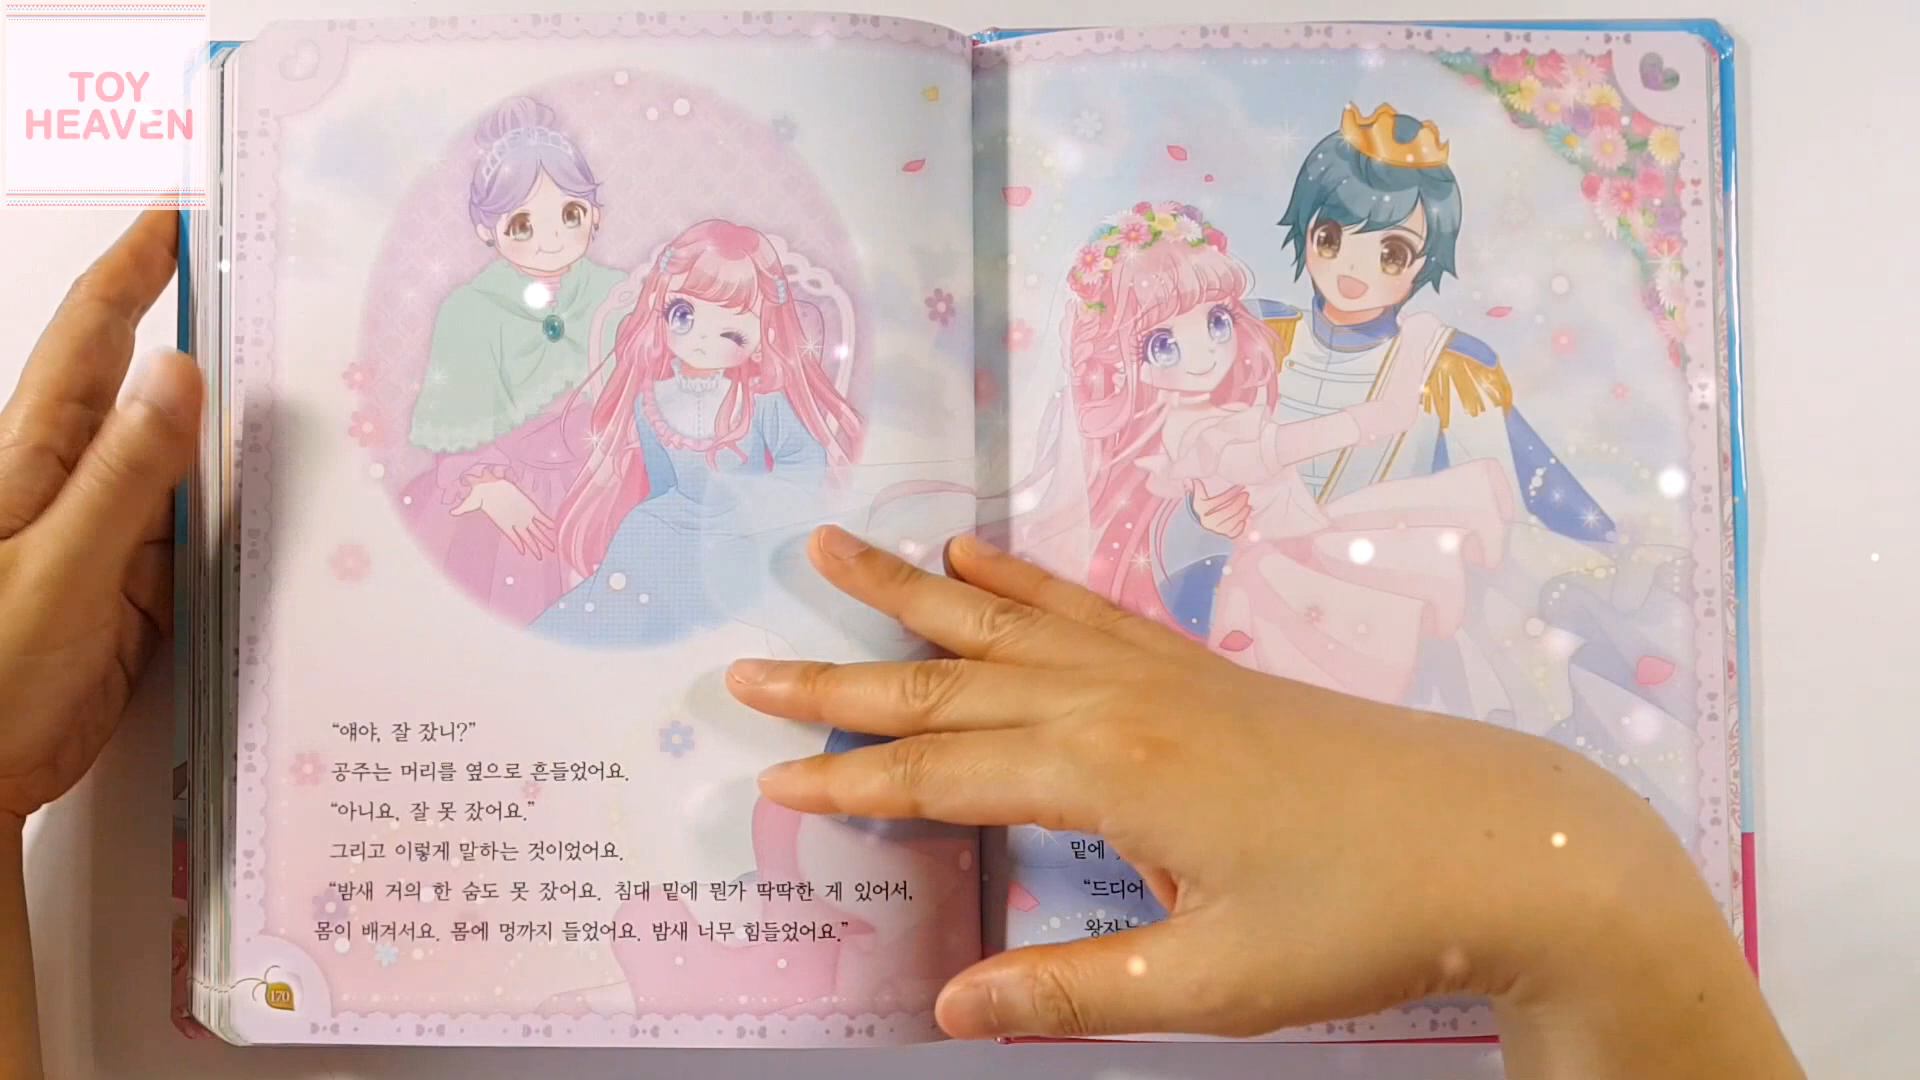 TOY
HEAVEN
“얘야, 잘 잤니?”
공주는 머리를 옆으로 흔들었어요.
“아니요, 잘 못 잤어요.”
그리고 이렇게 말하는 것이었어요.
“밤새 거의 한 숨도 못 잤어요. 침대 밑에 뭔가 딱딱한 게 있어서,
몸이 배겨서요. 몸에 멍까지 들었어요. 밤새 너무 힘들었어요.”
170
밑에
“드디어